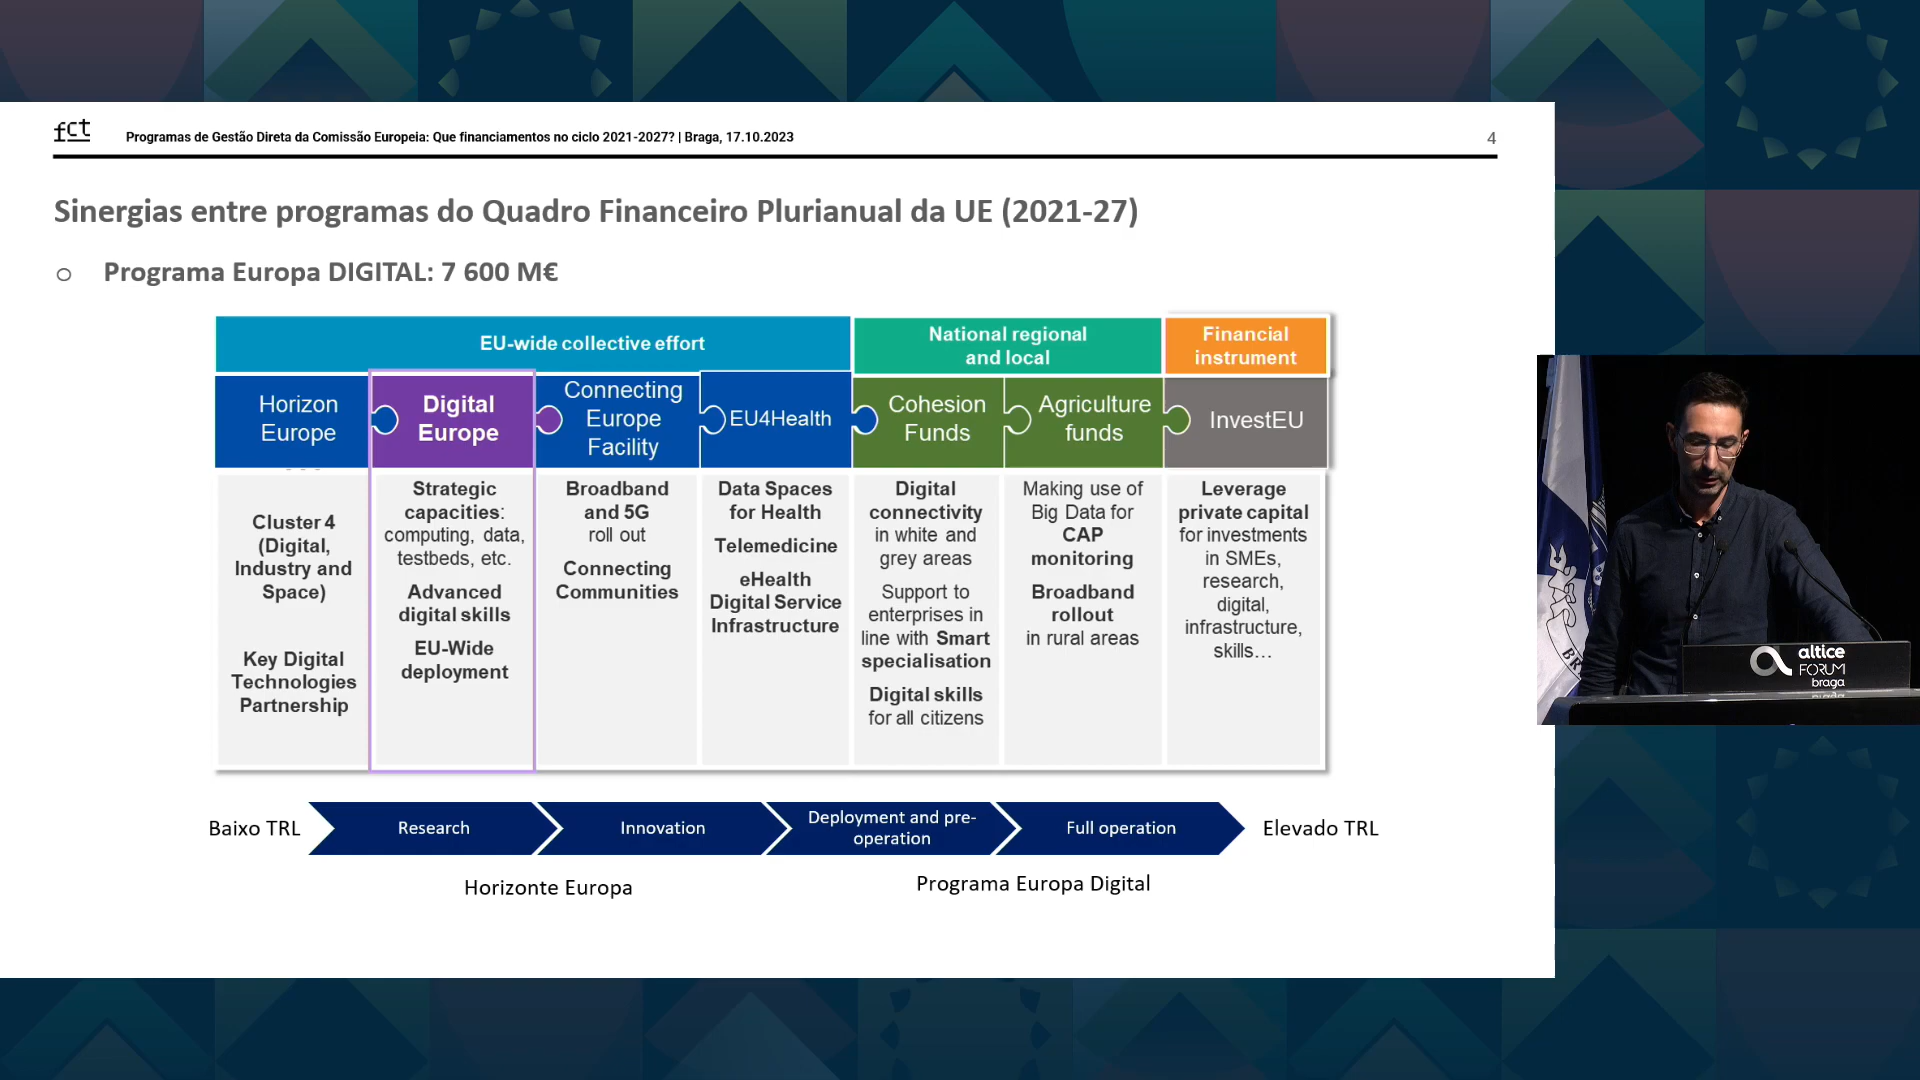 fct
Programas de Gestão Direta da Comissão Europeia: Que financiamentos no ciclo 2021-2027? | Braga, 17.10.2023
4
Sinergias entre programas do Quadro Financeiro Plurianual da UE (2021-27)
o Programa Europa DIGITAL: 7 600 M€
EU-wide collective effort
National regional
and local
Financial
instrument
Horizon
Europe
Digital
Europe
Connecting
Europe
Facility
EU4Health
Cohesion
Funds
Agriculture
funds
InvestEU
Cluster 4
(Digital,
Industry and
Space)
Key Digital
Technologies
Partnership
Strategic
capacities:
computing, data,
testbeds, etc.
Advanced
digital skills
EU-Wide
deployment
Broadband
and 5G
roll out
Connecting
Communities
Data Spaces
for Health
Telemedicine
eHealth
Digital Service
Infrastructure
Digital
connectivity
in white and
grey areas
Support to
enterprises in
line with Smart
specialisation
Digital skills
for all citizens
Making use of
Big Data for
CAP
monitoring
Broadband
rollout
in rural areas
Leverage
private capital
for investments
in SMEs,
research,
digital,
infrastructure,
skills…
Baixo TRL
Research
Innovation
Deployment and pre-
operation
Full operation
Elevado TRL
Horizonte Europa
Programa Europa Digital
altice
FORUM
braga